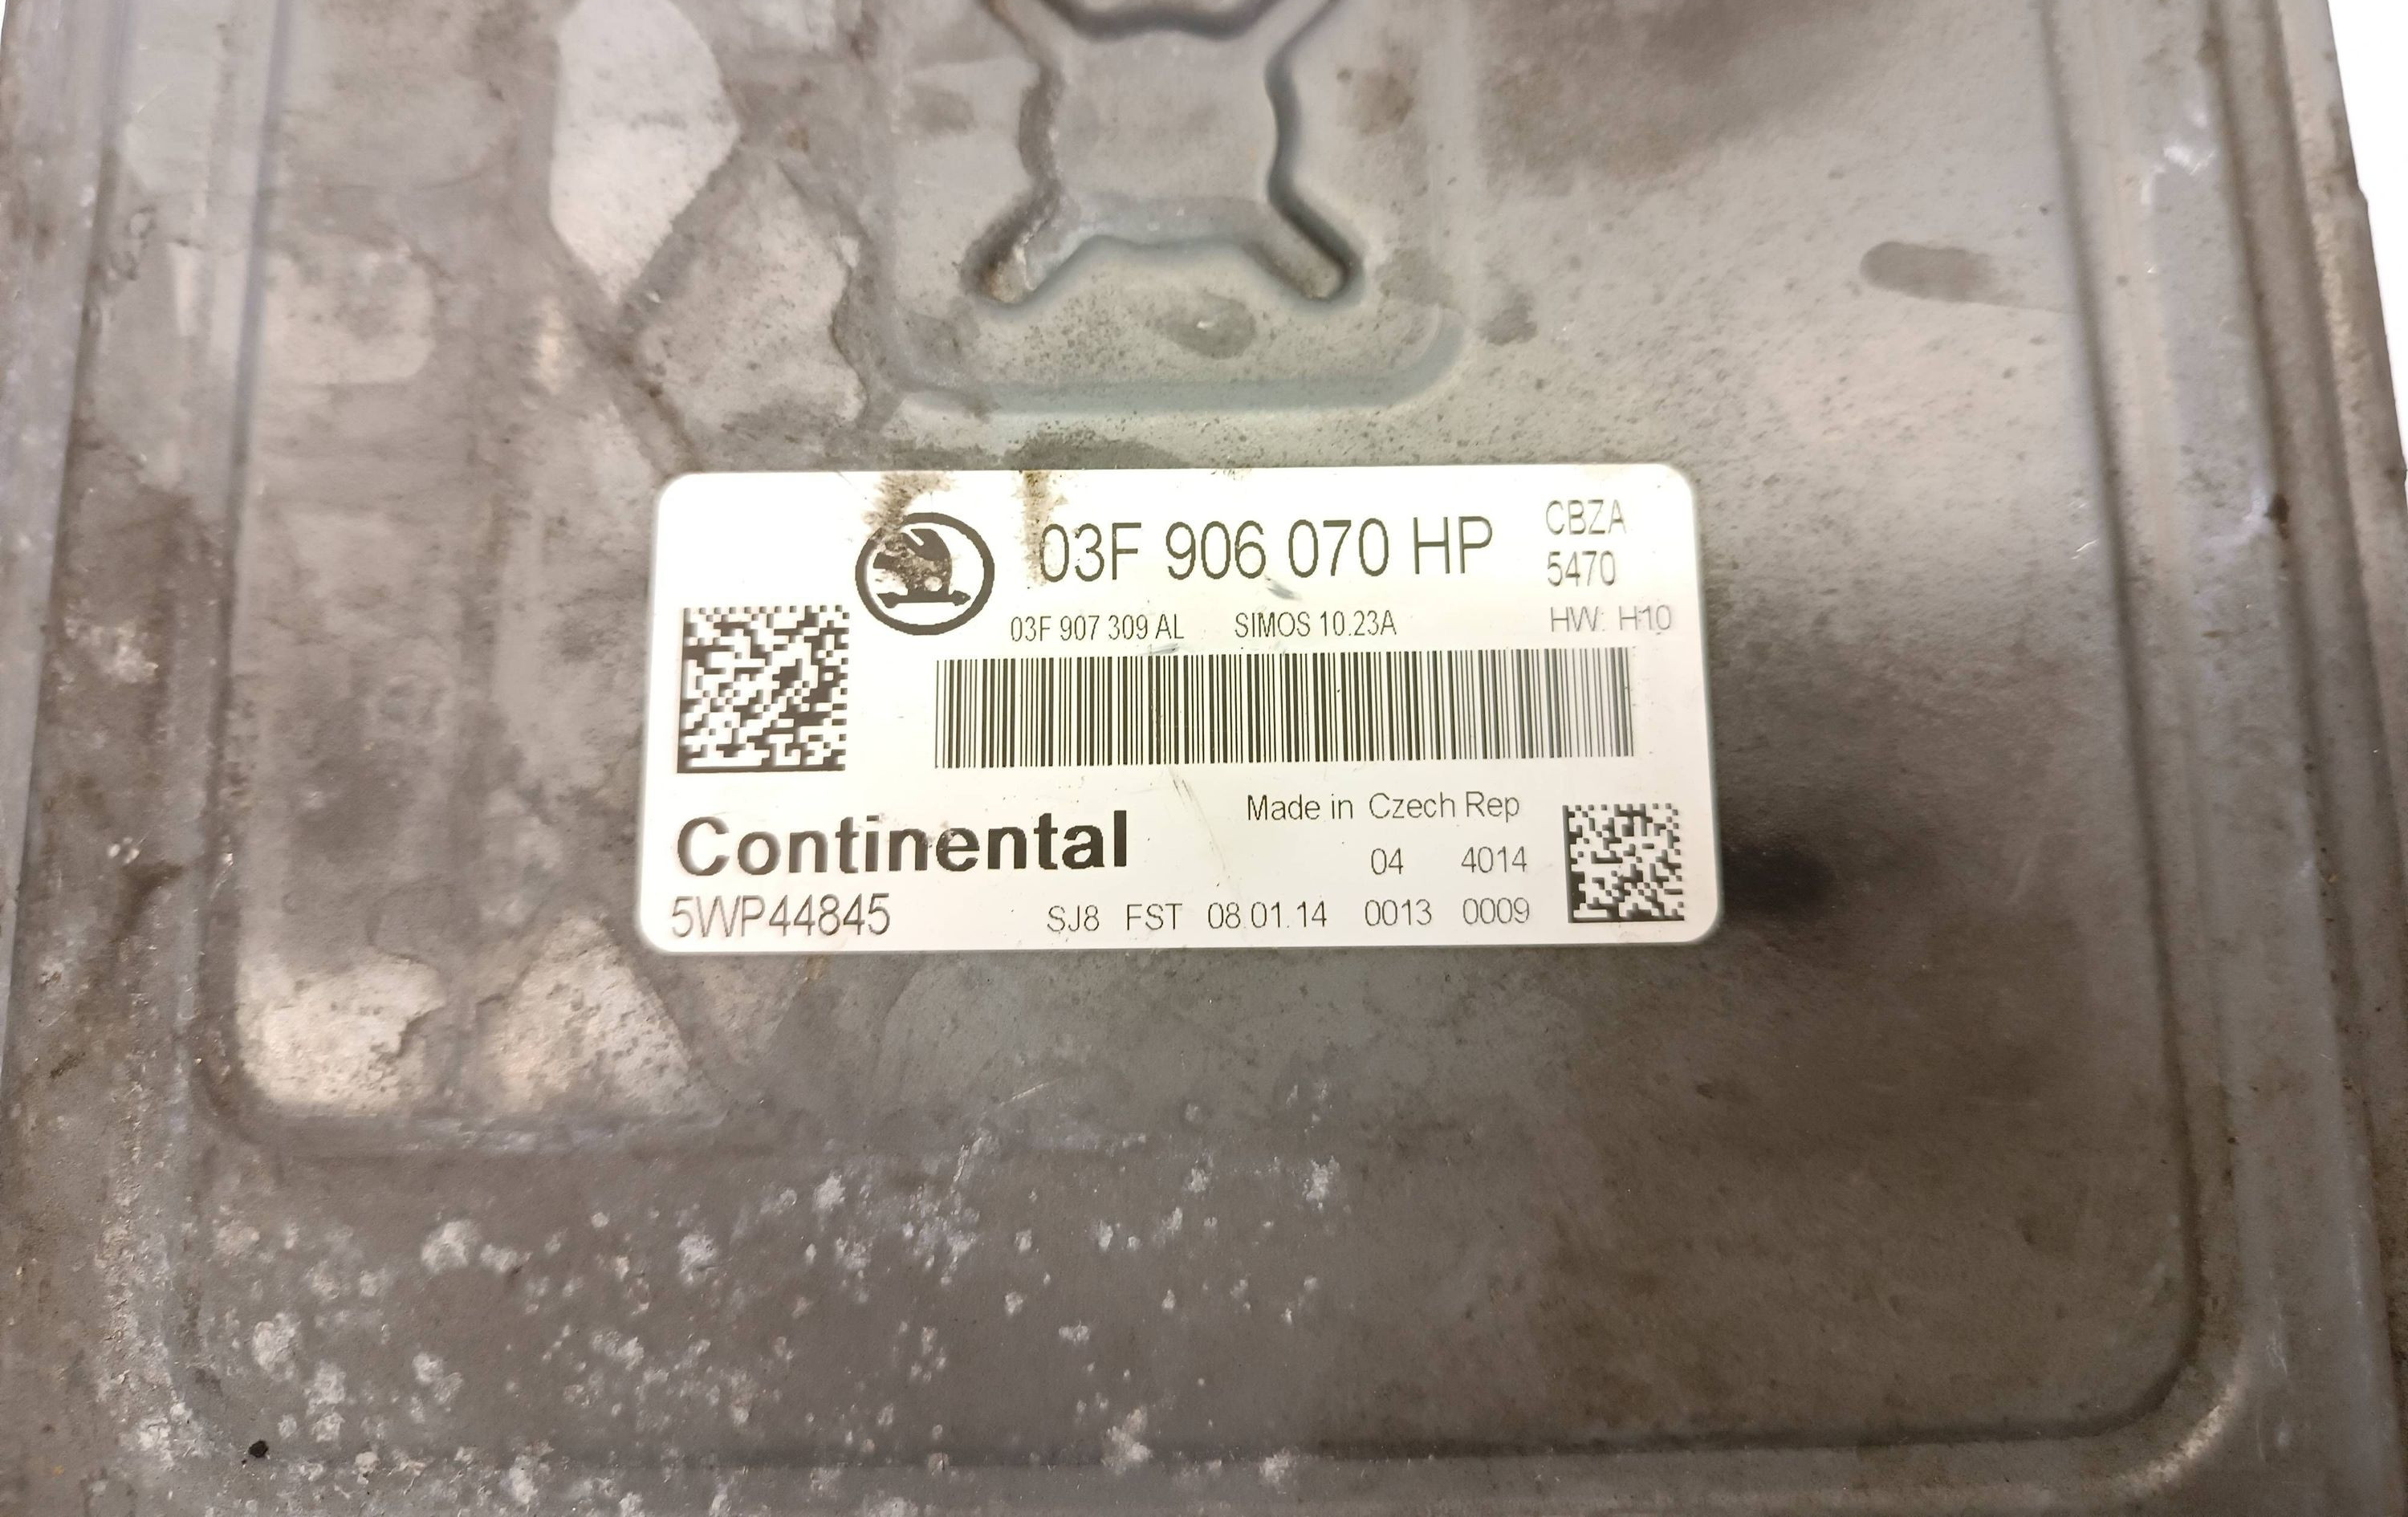 03F 906 070 HP
CBZA
5470
03F 907 309 AL SIMOS 10.23A HW: H10
Made in Czech Rep
Continental
04 4014
5WP44845
SJ8 FST 08.01.14 0013 0009